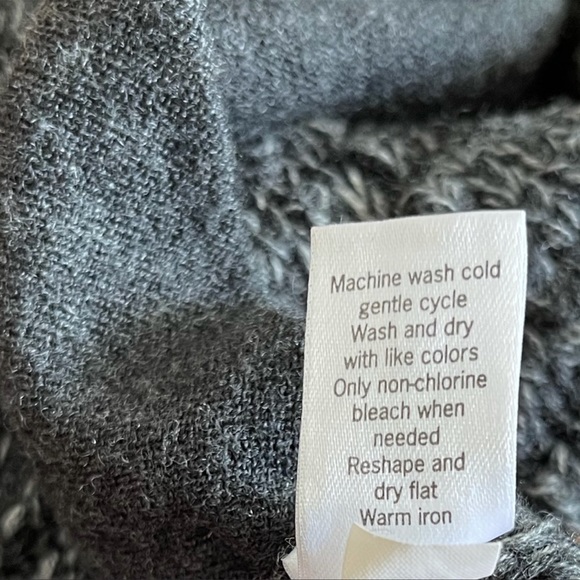 Machine wash cold
gentle cycle
Wash and dry
with like colors
Only non-chlorine
bleach when
needed
Reshape and
dry flat
Warm iron